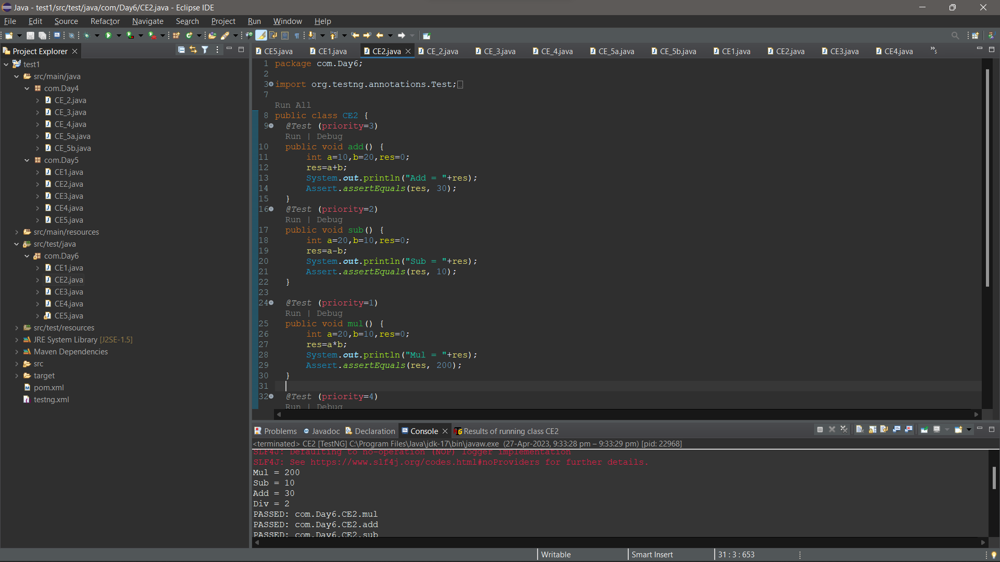 Java - test1/src/test/java/com/Day6/CE2.java - Eclipse IDE
File Edit Source Refactor Navigate Search Project Run Window Help
Project Explorer
test1
src/main/java
com.Day4
CE_2.java
CE_3.java
CE_4.java
CE_5a.java
CE_5b.java
com.Day5
CE1.java
CE2.java
CE3.java
CE4.java
CE5.java
src/main/resources
src/test/java
com.Day6
CE1.java
CE2.java
CE3.java
CE4.java
CE5.java
src/test/resources
JRE System Library [J2SE-1.5]
Maven Dependencies
src
target
pom.xml
testng.xml
CE5.java CE1.java CE2.java CE_2.java CE_3.java CE_4.java CE_5a.java CE_5b.java CE1.java CE2.java CE3.java CE4.java »5
1 package com.Day6;
2
3 import org.testng.annotations.Test;
7
Run All
8 public class CE2 {
9 @Test (priority=3)
Run | Debug
10 public void add() {
11 int a=10,b=20,res=0;
12 res=a+b;
13 System.out.println("Add = "+res);
14 Assert.assertEquals(res, 30);
15 }
16 @Test (priority=2)
Run | Debug
17 public void sub() {
18 int a=20,b=10,res=0;
19 res=a-b;
20 System.out.println("Sub = "+res);
21 Assert.assertEquals(res, 10);
22 }
23
24 @Test (priority=1)
Run | Debug
25 public void mul() {
26 int a=20,b=10,res=0;
27 res=a*b;
28 System.out.println("Mul = "+res);
29 Assert.assertEquals(res, 200);
30 }
31
32 @Test (priority=4)
Run | Debug
Problems Javadoc Declaration Console Results of running class CE2
<terminated> CE2 [TestNG] C:\Program Files\Java\jdk-17\bin\javaw.exe (27-Apr-2023, 9:33:28 pm – 9:33:29 pm) [pid: 22968]
SLF4J: Defaulting to no-operation (NOP) logger implementation
SLF4J: See https://www.slf4j.org/codes.html#noProviders for further details.
Mul = 200
Sub = 10
Add = 30
Div = 2
PASSED: com.Day6.CE2.mul
PASSED: com.Day6.CE2.add
PASSED: com.Day6.CE2.sub
Writable Smart Insert 31 : 3 : 653